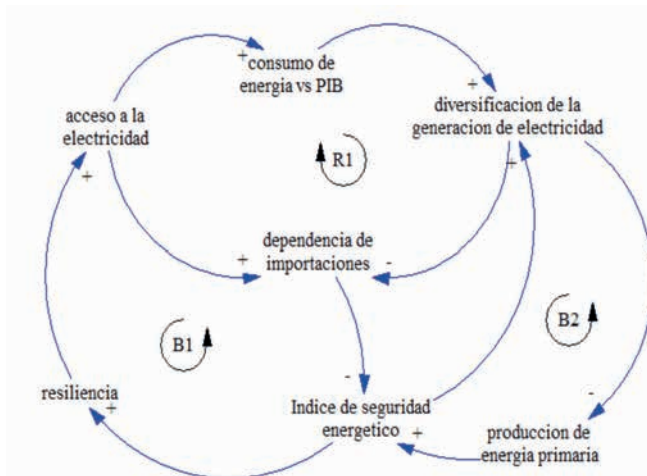 +
consumo de
energia vs PIB
+
diversificacion de la
generacion de electricidad
acceso a la
electricidad
+
+
R1
dependencia de
importaciones
+
-
B1
B2
-
-
resiliencia
+
Indice de seguridad
energetico
+
produccion de
energia primaria